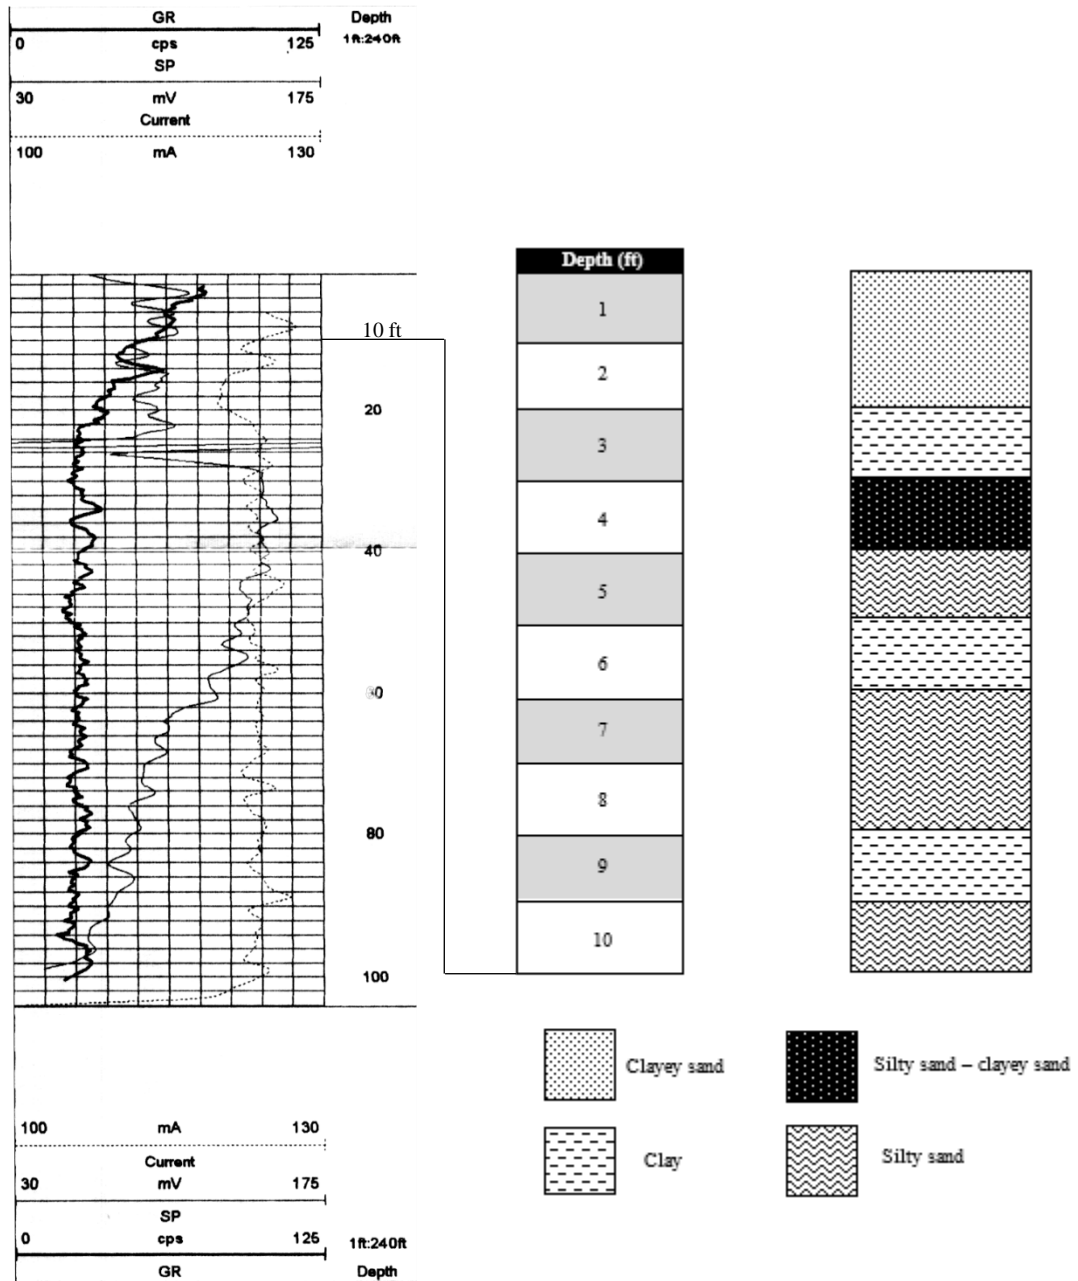 GR Depth
0 cps 125 1ft:240ft
SP
30 mV 175
Current
100 mA 130
Depth (ft)
1
10 ft
2
20
3
4
40
5
6
60
7
8
80
9
10
100
Clayey sand
Silty sand – clayey sand
Clay
Silty sand
100 mA 130
Current
30 mV 175
SP
0 cps 125 1ft:240ft
GR Depth